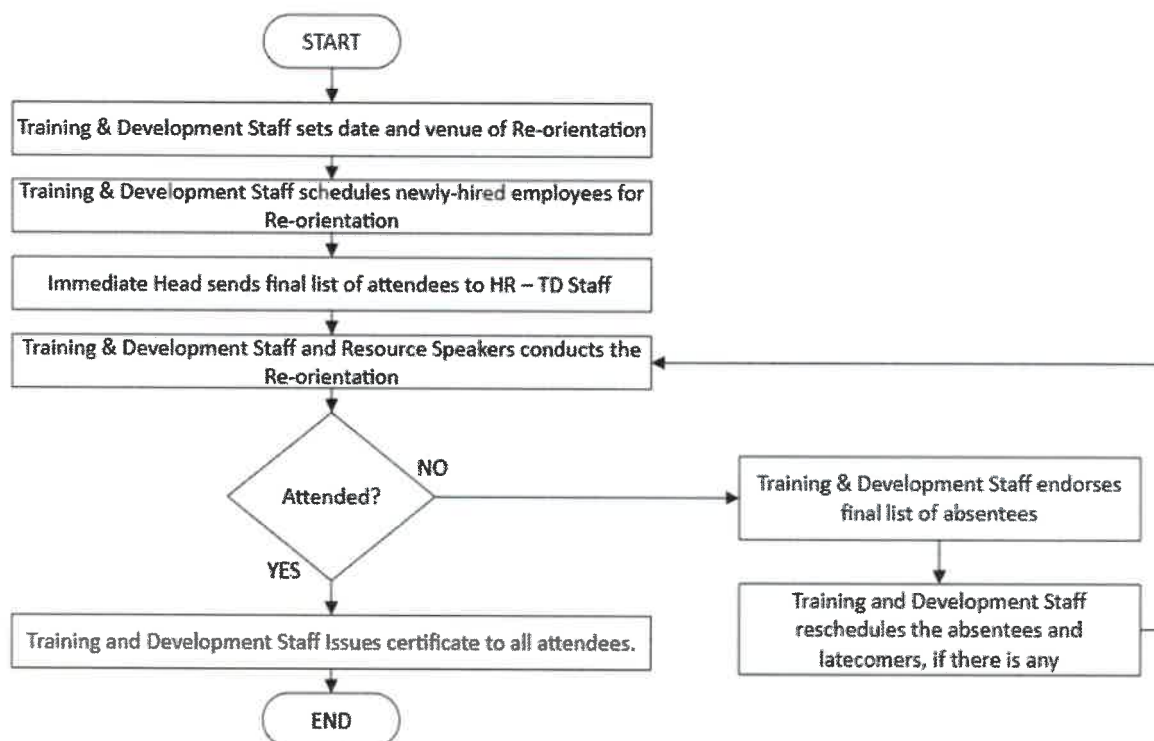 START
Training & Development Staff sets date and venue of Re-orientation
Training & Development Staff schedules newly-hired employees for
Re-orientation
Immediate Head sends final list of attendees to HR – TD Staff
Training & Development Staff and Resource Speakers conducts the
Re-orientation
Attended?
NO
YES
Training & Development Staff endorses
final list of absentees
Training and Development Staff
reschedules the absentees and
latecomers, if there is any
Training and Development Staff Issues certificate to all attendees.
END